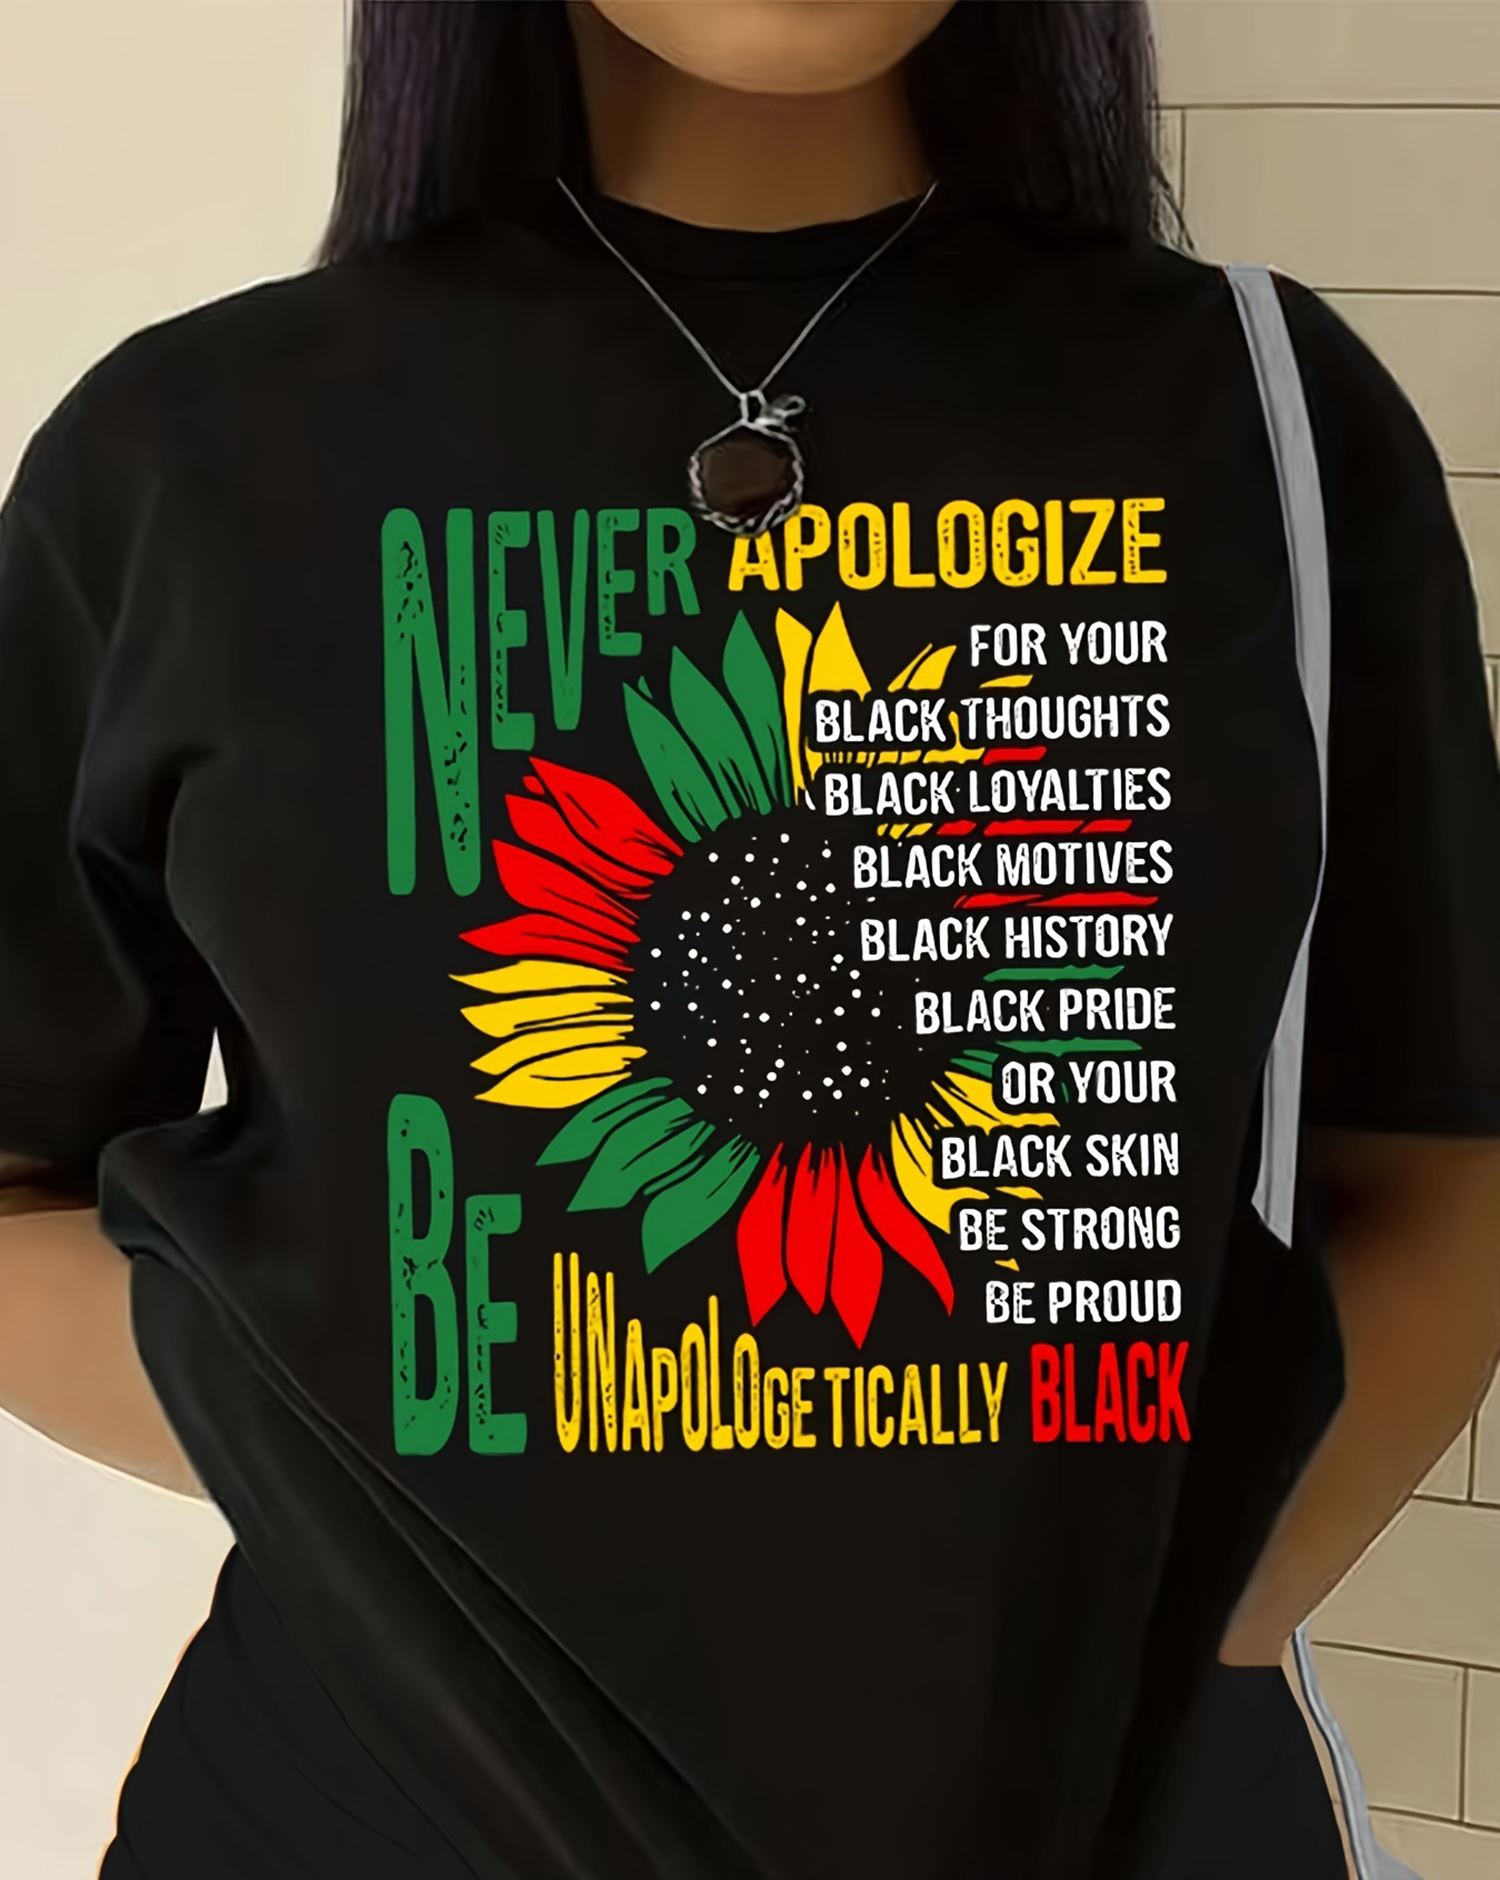 NEVER APOLOGIZE
FOR YOUR
BLACK THOUGHTS
BLACK LOYALTIES
BLACK MOTIVES
BLACK HISTORY
BLACK PRIDE
OR YOUR
BLACK SKIN
BE STRONG
BE PROUD
BE UNAPOLOGETICALLY BLACK